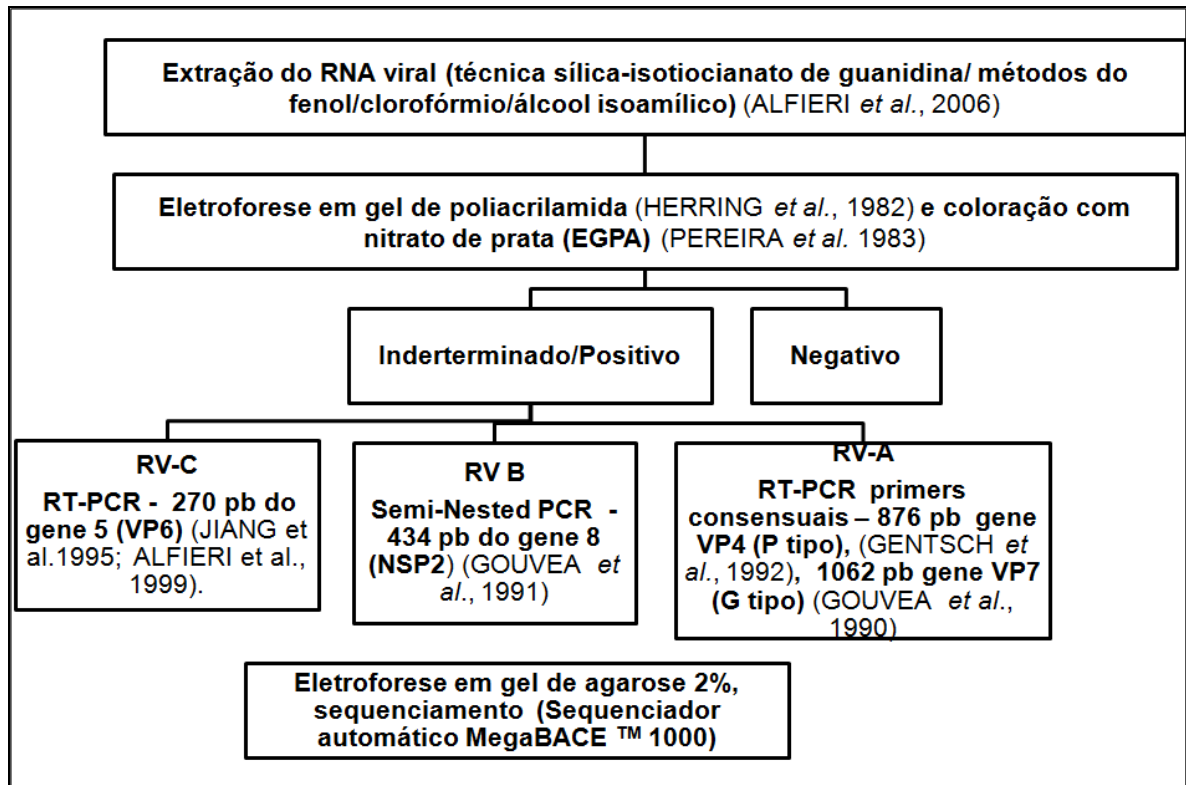 Extração do RNA viral (técnica sílica-isotiocianato de guanidina/ métodos do
fenol/clorofórmio/álcool isoamílico) (ALFIERI et al., 2006)
Eletroforese em gel de poliacrilamida (HERRING et al., 1982) e coloração com
nitrato de prata (EGPA) (PEREIRA et al. 1983)
Inderterminado/Positivo
Negativo
RV-C
RT-PCR - 270 pb do
gene 5 (VP6) (JIANG et
al.1995; ALFIERI et al.,
1999).
RV B
Semi-Nested PCR -
434 pb do gene 8
(NSP2) (GOUVEA et
al., 1991)
RV-A
RT-PCR primers
consensuais – 876 pb gene
VP4 (P tipo), (GENTSCH et
al., 1992), 1062 pb gene VP7
(G tipo) (GOUVEA et al.,
1990)
Eletroforese em gel de agarose 2%,
sequenciamento (Sequenciador
automático MegaBACE ™ 1000)